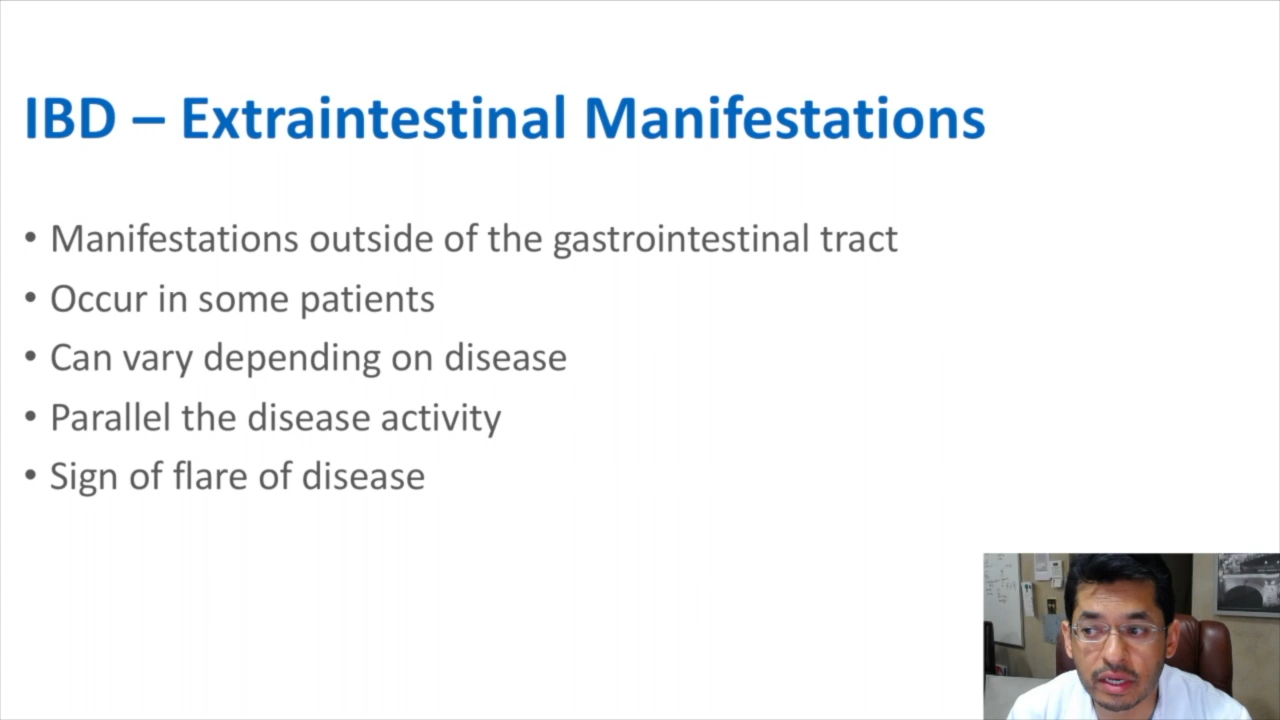 IBD – Extraintestinal Manifestations
• Manifestations outside of the gastrointestinal tract
• Occur in some patients
• Can vary depending on disease
• Parallel the disease activity
• Sign of flare of disease